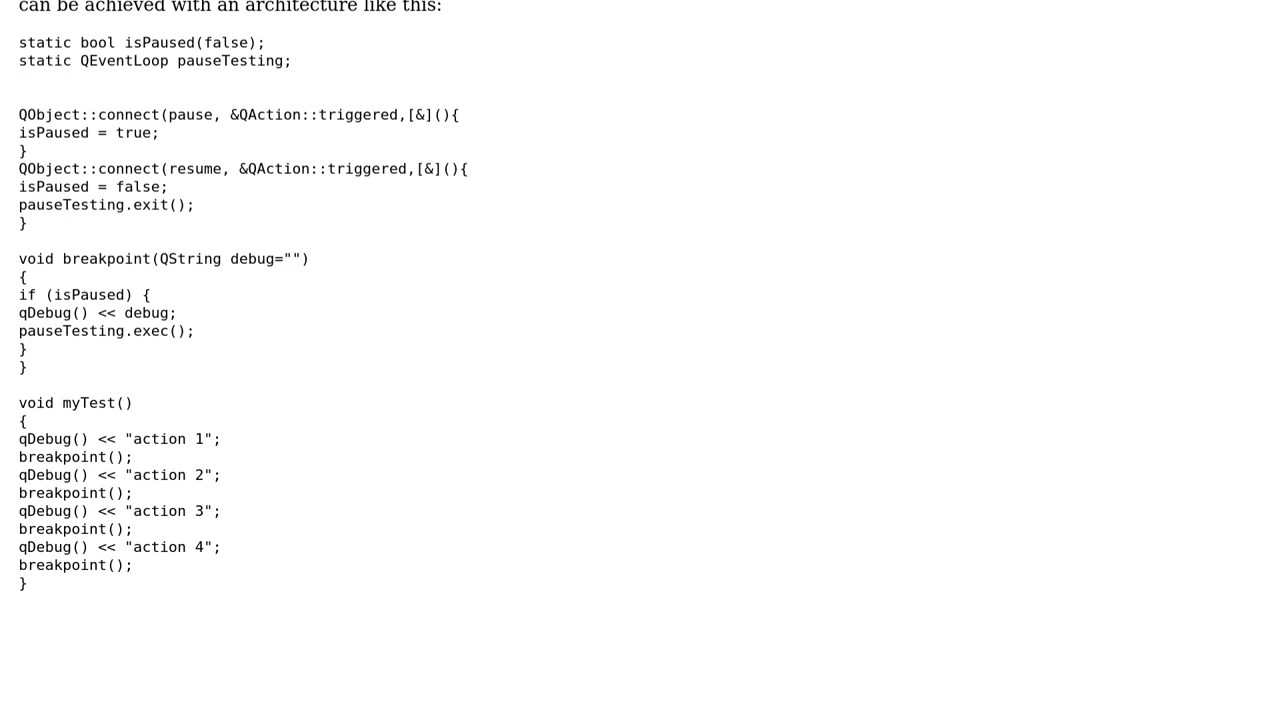 can be achieved with an architecture like this:
static bool isPaused(false);
static QEventLoop pauseTesting;
QObject::connect(pause, &QAction::triggered,[&](){
isPaused = true;
}
QObject::connect(resume, &QAction::triggered,[&](){
isPaused = false;
pauseTesting.exit();
}
void breakpoint(QString debug="")
{
if (isPaused) {
qDebug() << debug;
pauseTesting.exec();
}
}
void myTest()
{
qDebug() << "action 1";
breakpoint();
qDebug() << "action 2";
breakpoint();
qDebug() << "action 3";
breakpoint();
qDebug() << "action 4";
breakpoint();
}